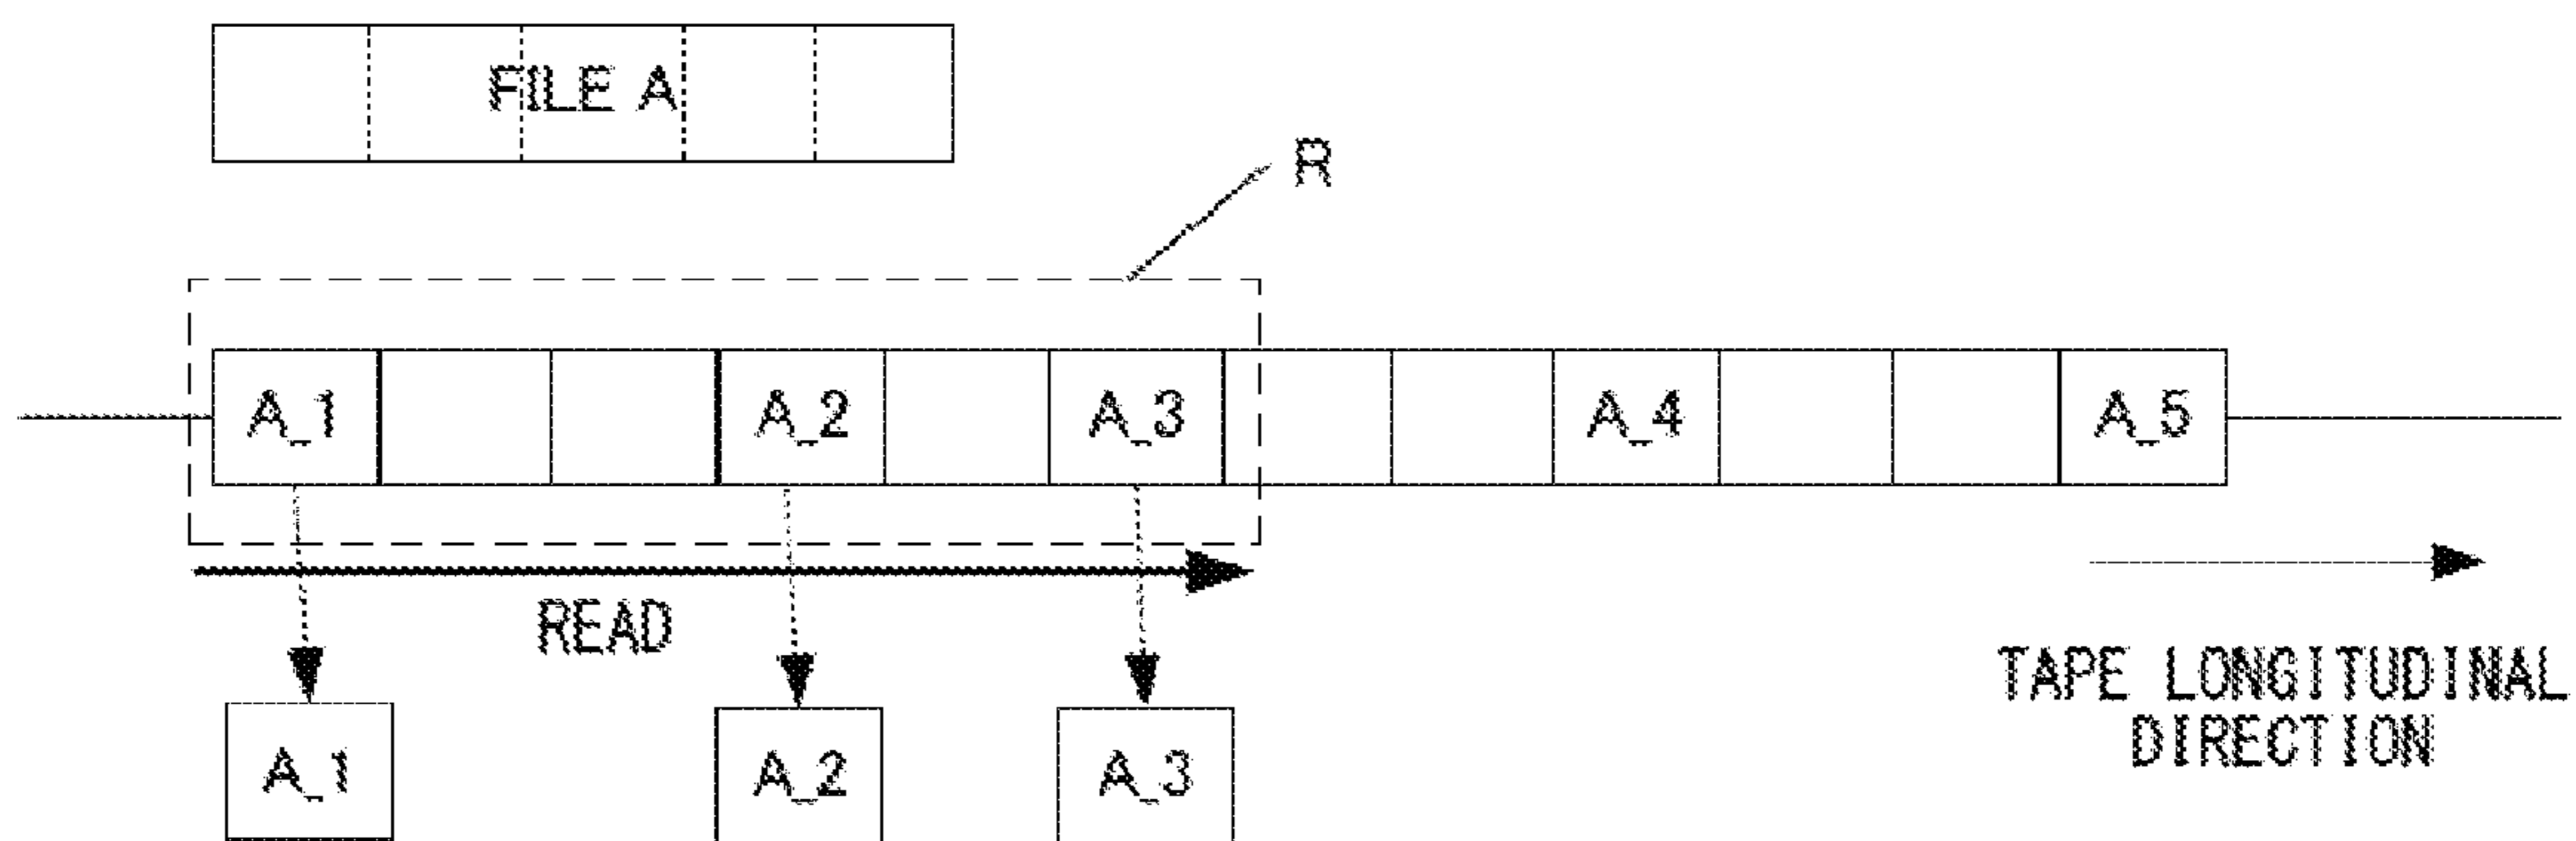 FILE A
R
A_1 A_2 A_3 A_4 A_5
READ
A_1 A_2 A_3
TAPE LONGITUDINAL
DIRECTION